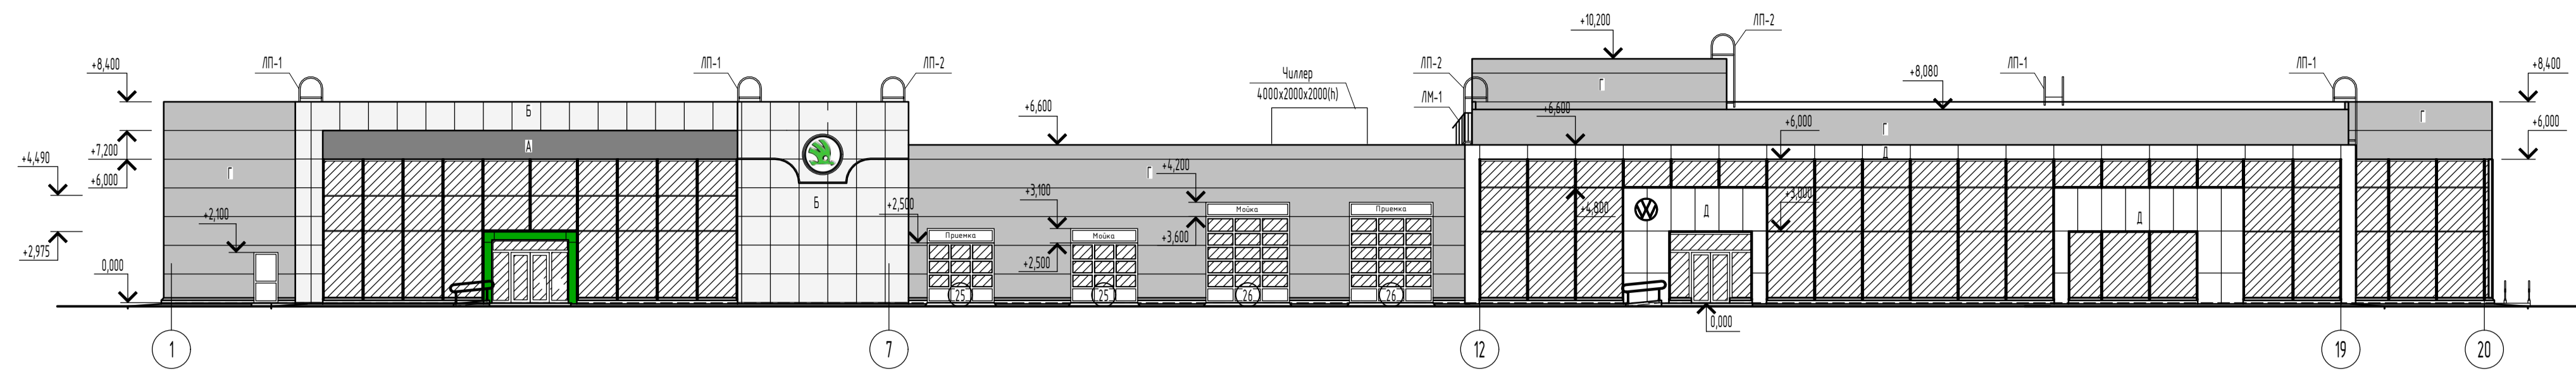 +10,200
ЛП-2
+8,400
ЛП-1
ЛП-1
ЛП-2
Чиллер
4000x2000x2000(h)
ЛП-2
ЛМ-1
Г
+8,080
ЛП-1
ЛП-1
+8,400
Б
+6,600
+6,600
+6,000
Г
Г
+6,000
+4,490
+7,200
+6,000
А
Г
Г
+4,200
Д
+2,100
Б
+2,500
+3,100
Мойка
Приемка
+3,600
+4,800
+3,000
Д
Д
+2,975
0,000
Приемка
Мойка
+2,500
25
25
26
26
0,000
1
7
12
19
20